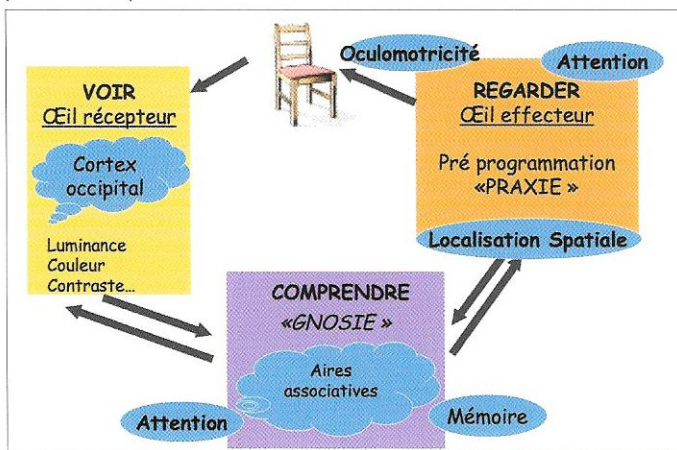 VOIR
Œil récepteur
Cortex
occipital
Luminance
Couleur
Contraste...
Oculomotricité
Attention
REGARDER
Œil effecteur
Pré programmation
«PRAXIE »
Localisation Spatiale
COMPRENDRE
«GNOSIE »
Aires
associatives
Attention
Mémoire